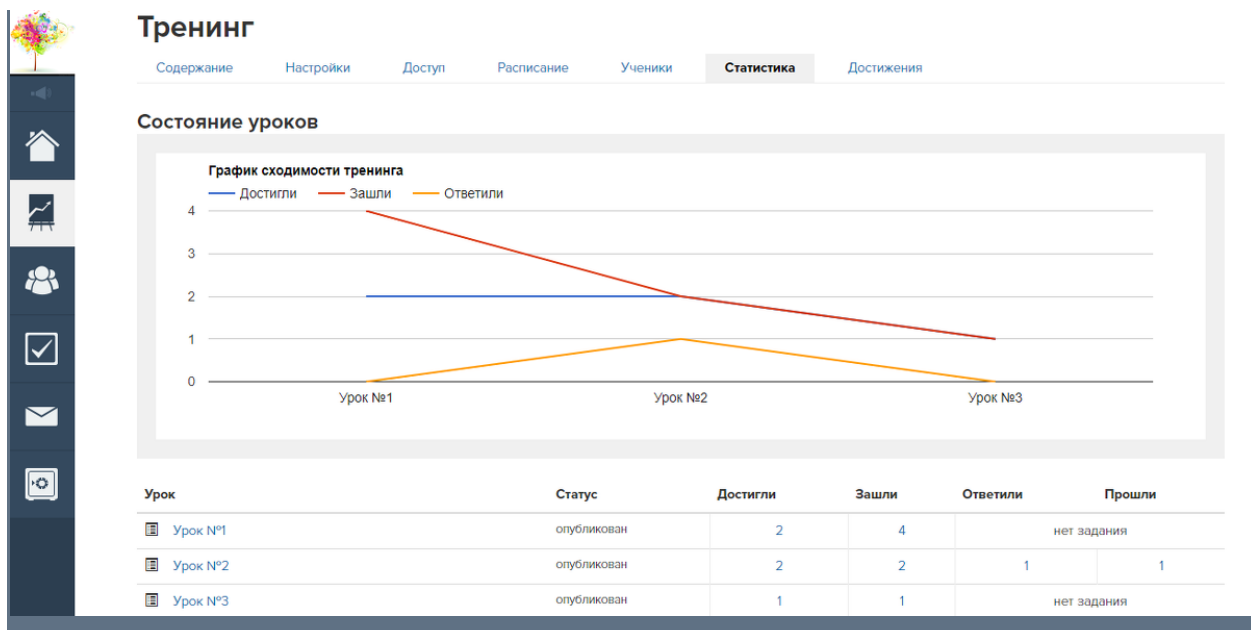 Тренинг
Содержание Настройки Доступ Расписание Ученики Статистика Достижения
Состояние уроков
График сходимости тренинга
Достигли Зашли Ответили
4
3
2
1
0
Урок №1 Урок №2 Урок №3
Урок Статус Достигли Зашли Ответили Прошли
Урок №1 опубликован 2 4 нет задания
Урок №2 опубликован 2 2 1 1
Урок №3 опубликован 1 1 нет задания